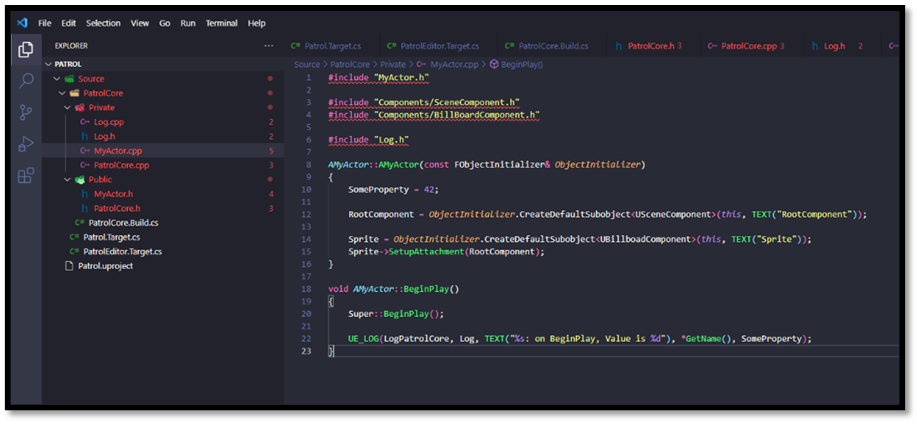 File Edit Selection View Go Run Terminal Help
EXPLORER ···
PATROL
Source
PatrolCore
Private
Log.cpp 2
Log.h 2
MyActor.cpp 5
PatrolCore.cpp 3
Public
MyActor.h 4
PatrolCore.h 3
PatrolCore.Build.cs
Patrol.Target.cs
PatrolEditor.Target.cs
Patrol.uproject
Patrol.Target.cs PatrolEditor.Target.cs PatrolCore.Build.cs PatrolCore.h 3 PatrolCore.cpp 3 Log.h 2
Source > PatrolCore > Private > MyActor.cpp > BeginPlay()
1 #include "MyActor.h"
2
3 #include "Components/SceneComponent.h"
4 #include "Components/BillBoardComponent.h"
5
6 #include "Log.h"
7
8 AMyActor::AMyActor(const FObjectInitializer& ObjectInitializer)
9 {
10 SomeProperty = 42;
11
12 RootComponent = ObjectInitializer.CreateDefaultSubobject<USceneComponent>(this, TEXT("RootComponent"));
13
14 Sprite = ObjectInitializer.CreateDefaultSubobject<UBillboadComponent>(this, TEXT("Sprite"));
15 Sprite->SetupAttachment(RootComponent);
16 }
17
18 void AMyActor::BeginPlay()
19 {
20 Super::BeginPlay();
21
22 UE_LOG(LogPatrolCore, Log, TEXT("%s: on BeginPlay, Value is %d"), *GetName(), SomeProperty);
23 }